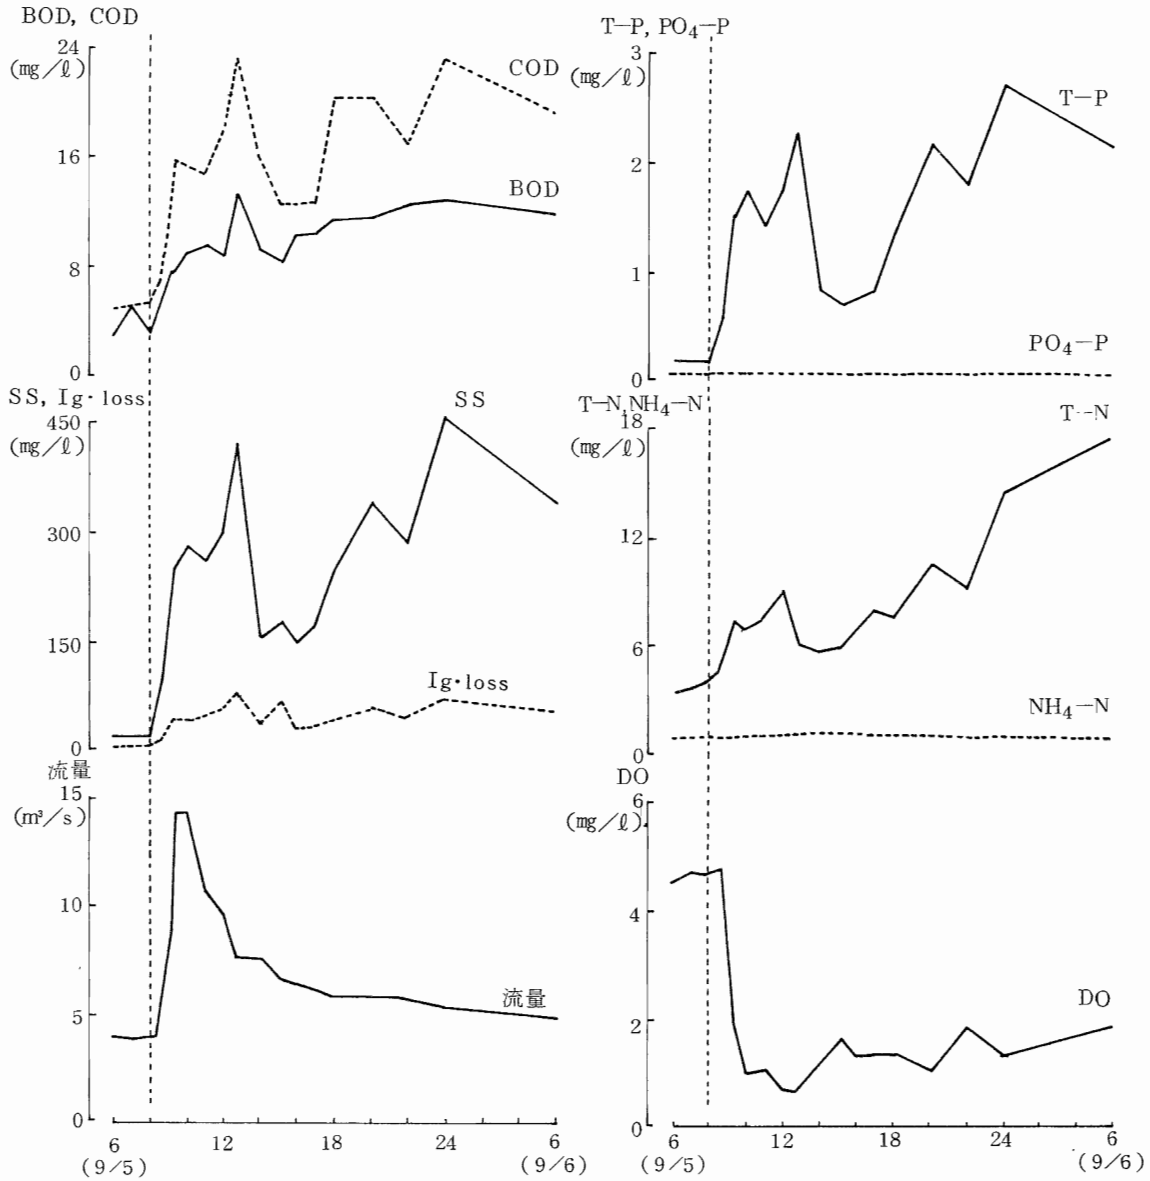 BOD, COD
24
(mg/ℓ)
COD
16
BOD
8
0
T-P, PO₄-P
3
(mg/ℓ)
T-P
2
1
PO₄-P
0
SS, Ig・loss
SS
450
(mg/ℓ)
300
150
Ig・loss
0
T-N, NH₄-N
18
T-N
(mg/ℓ)
12
6
NH₄-N
0
流量
15
(m³/s)
10
流量
5
0
6
12
18
24
6
(9/5)
(9/6)
DO
6
(mg/ℓ)
4
DO
2
0
6
12
18
24
6
(9/5)
(9/6)